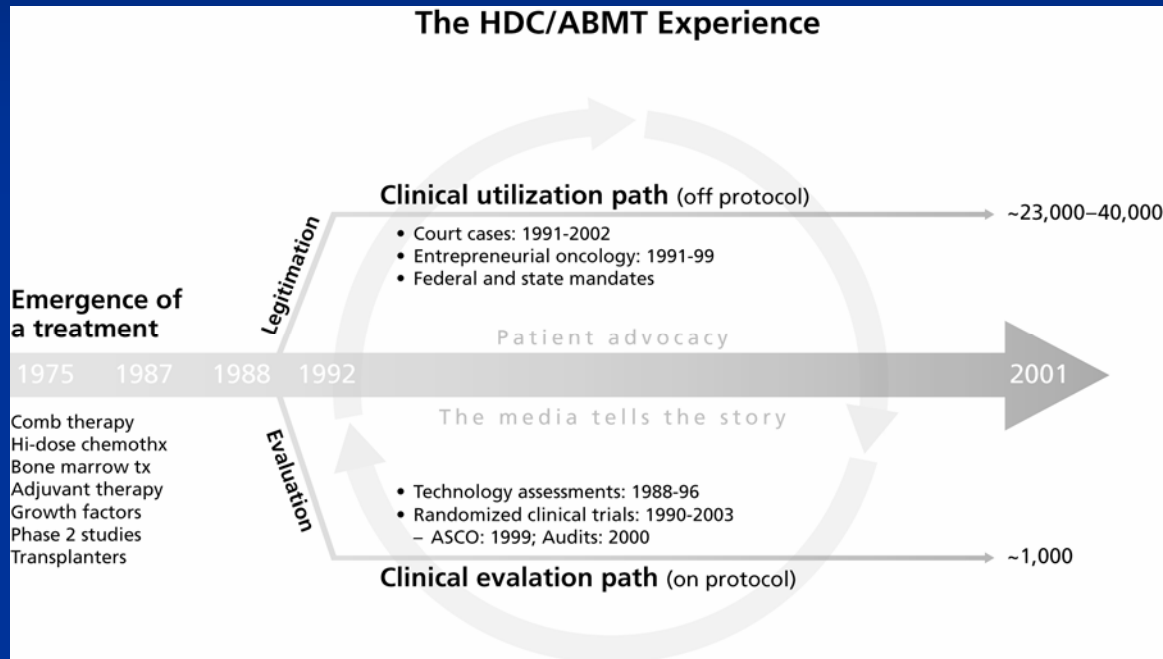 The HDC/ABMT Experience
Clinical utilization path (off protocol)
~23,000–40,000
• Court cases: 1991-2002
• Entrepreneurial oncology: 1991-99
• Federal and state mandates
Legitimation
Emergence of
a treatment
Patient advocacy
1975 1987 1988 1992 2001
The media tells the story
Comb therapy
Hi-dose chemothx
Bone marrow tx
Adjuvant therapy
Growth factors
Phase 2 studies
Transplanters
Evaluation
• Technology assessments: 1988-96
• Randomized clinical trials: 1990-2003
– ASCO: 1999; Audits: 2000
~1,000
Clinical evalation path (on protocol)